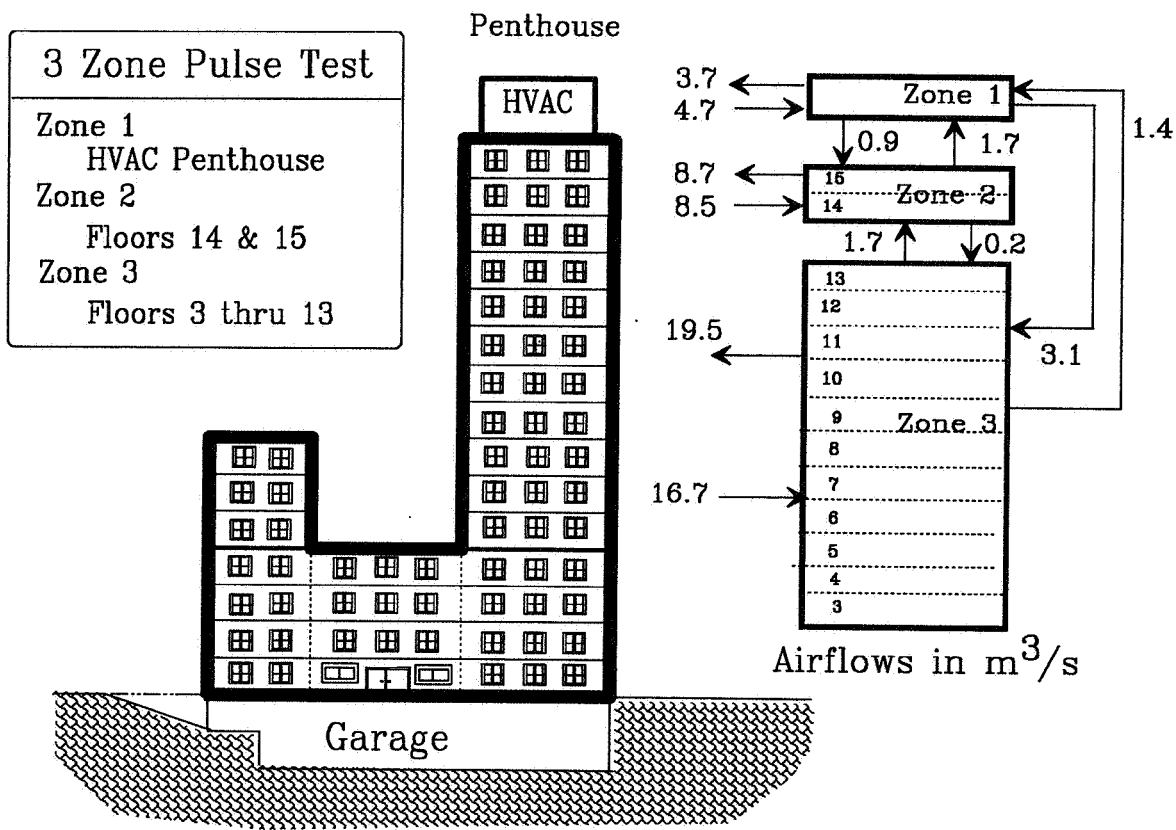 Penthouse
3 Zone Pulse Test
Zone 1
HVAC Penthouse
Zone 2
Floors 14 & 15
Zone 3
Floors 3 thru 13
HVAC
Garage
3.7
4.7
Zone 1
1.4
0.9
1.7
8.7
8.5
15
14
Zone 2
1.7
0.2
13
12
11
10
9
8
7
6
5
4
3
Zone 3
19.5
3.1
16.7
Airflows in m³/s